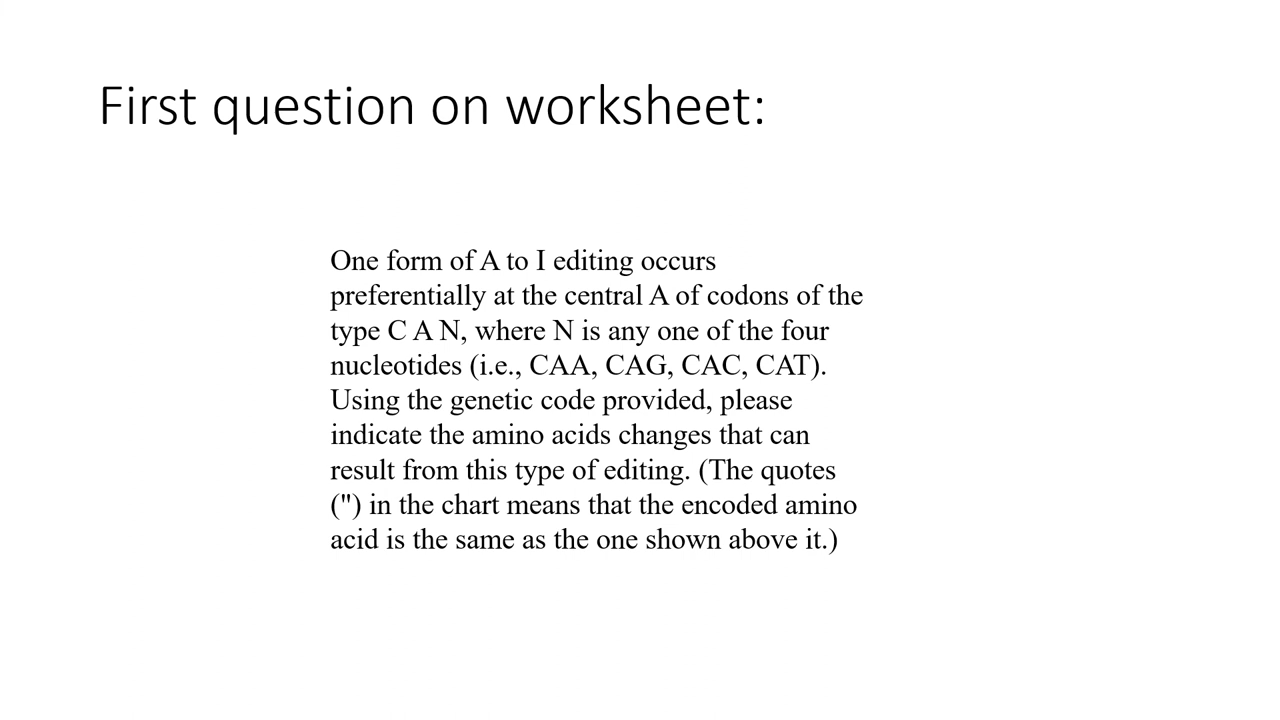 First question on worksheet:
One form of A to I editing occurs
preferentially at the central A of codons of the
type C A N, where N is any one of the four
nucleotides (i.e., CAA, CAG, CAC, CAT).
Using the genetic code provided, please
indicate the amino acids changes that can
result from this type of editing. (The quotes
(") in the chart means that the encoded amino
acid is the same as the one shown above it.)